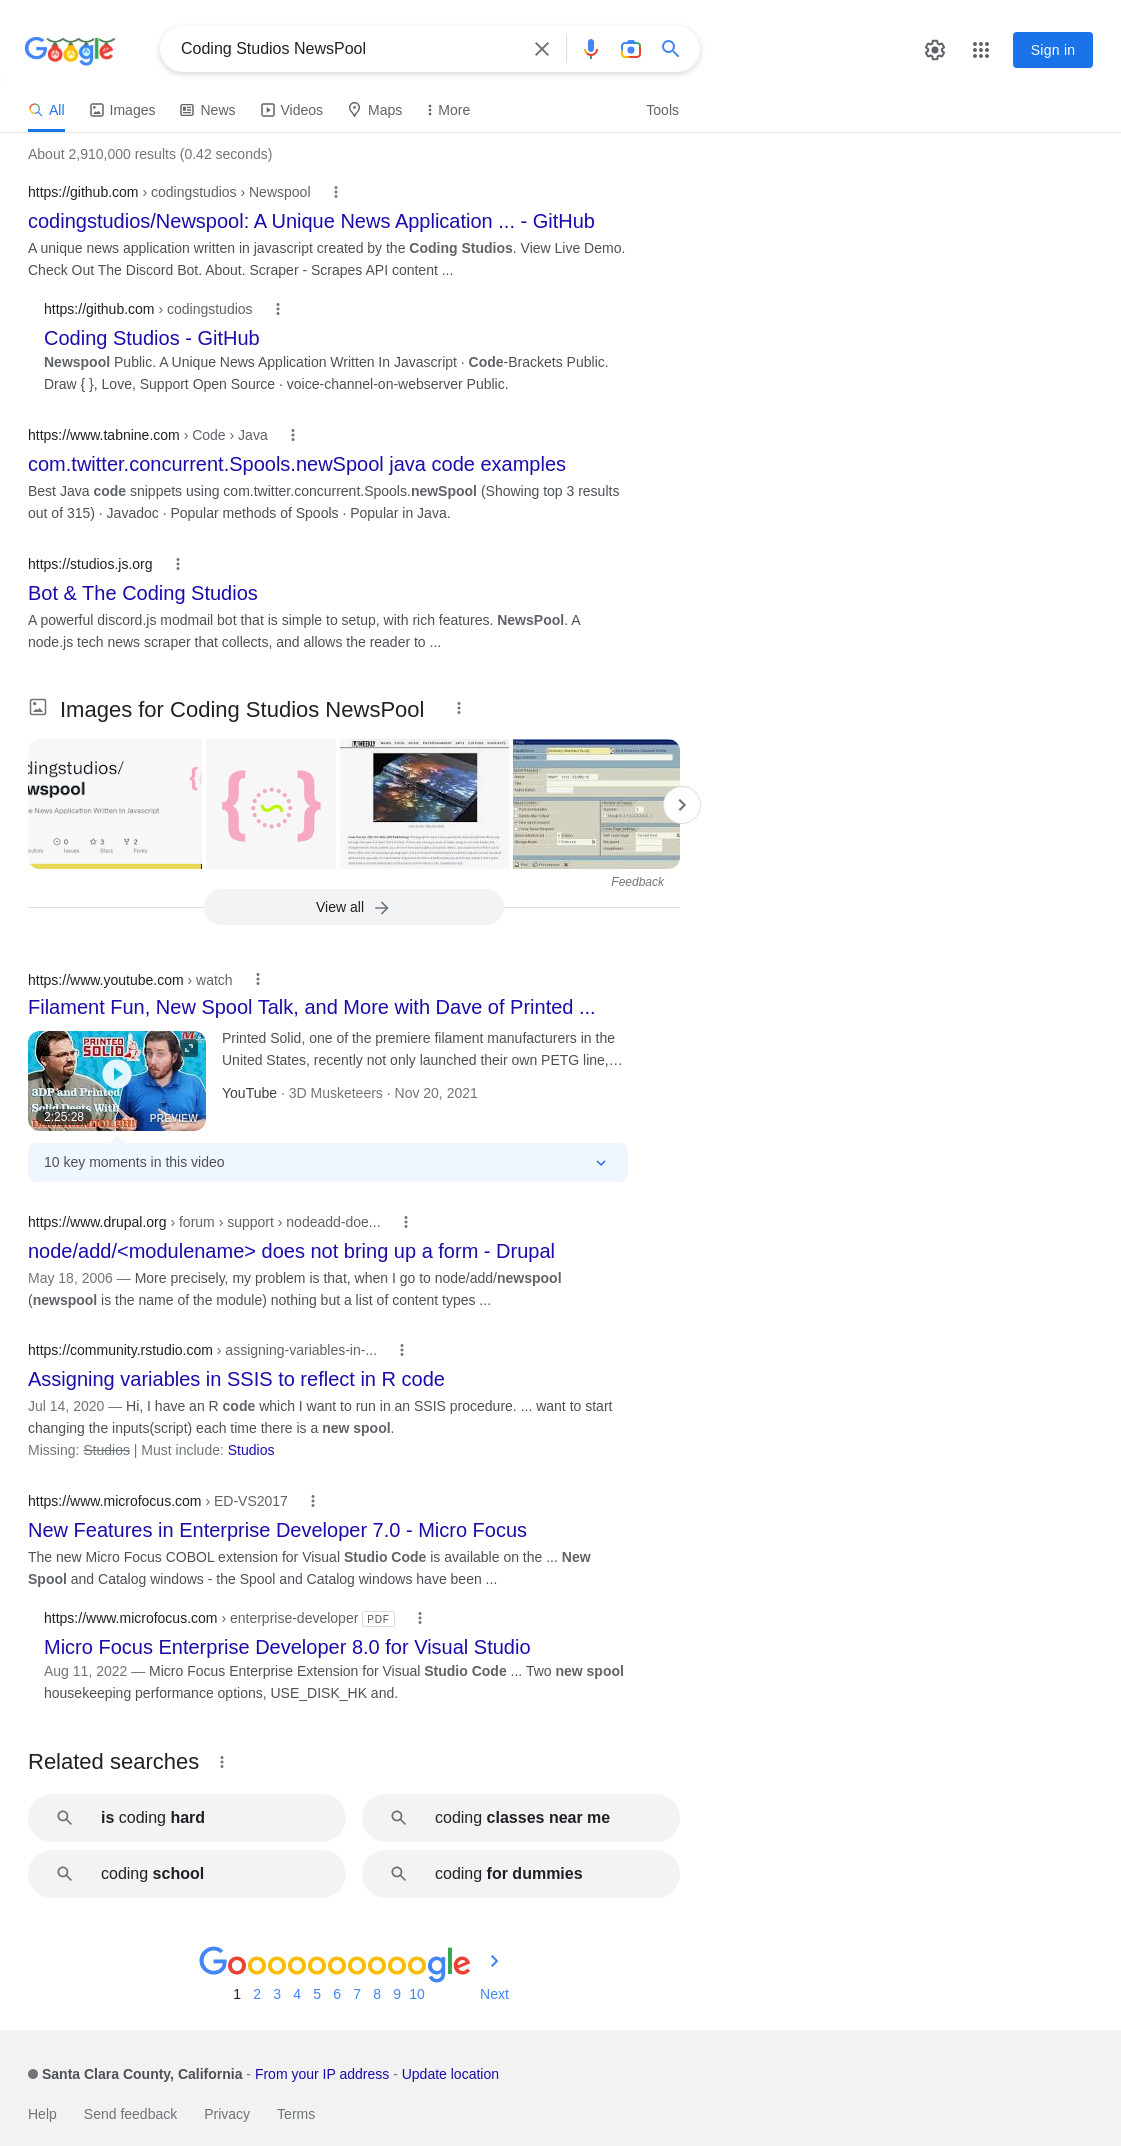 Google
Coding Studios NewsPool
Sign in
All
Images
News
Videos
Maps
More
Tools
About 2,910,000 results (0.42 seconds)
https://github.com › codingstudios › Newspool
codingstudios/Newspool: A Unique News Application ... - GitHub
A unique news application written in javascript created by the Coding Studios. View Live Demo.
Check Out The Discord Bot. About. Scraper - Scrapes API content ...
https://github.com › codingstudios
Coding Studios - GitHub
Newspool Public. A Unique News Application Written In Javascript · Code-Brackets Public.
Draw { }, Love, Support Open Source · voice-channel-on-webserver Public.
https://www.tabnine.com › Code › Java
com.twitter.concurrent.Spools.newSpool java code examples
Best Java code snippets using com.twitter.concurrent.Spools.newSpool (Showing top 3 results
out of 315) · Javadoc · Popular methods of Spools · Popular in Java.
https://studios.js.org
Bot & The Coding Studios
A powerful discord.js modmail bot that is simple to setup, with rich features. NewsPool. A
node.js tech news scraper that collects, and allows the reader to ...
Images for Coding Studios NewsPool
dingstudios/
wspool
e News Application Written In Javascript
0
3
2
Issues
Stars
Forks
Feedback
View all
https://www.youtube.com › watch
Filament Fun, New Spool Talk, and More with Dave of Printed ...
PRINTED
SOLID
3DP and Printed
Solid Deets With
2:25:28
PREVIEW
Printed Solid, one of the premiere filament manufacturers in the
United States, recently not only launched their own PETG line,…
YouTube · 3D Musketeers · Nov 20, 2021
10 key moments in this video
https://www.drupal.org › forum › support › nodeadd-doe...
node/add/<modulename> does not bring up a form - Drupal
May 18, 2006 — More precisely, my problem is that, when I go to node/add/newspool
(newspool is the name of the module) nothing but a list of content types ...
https://community.rstudio.com › assigning-variables-in-...
Assigning variables in SSIS to reflect in R code
Jul 14, 2020 — Hi, I have an R code which I want to run in an SSIS procedure. ... want to start
changing the inputs(script) each time there is a new spool.
Missing: Studios | Must include: Studios
https://www.microfocus.com › ED-VS2017
New Features in Enterprise Developer 7.0 - Micro Focus
The new Micro Focus COBOL extension for Visual Studio Code is available on the ... New
Spool and Catalog windows - the Spool and Catalog windows have been ...
https://www.microfocus.com › enterprise-developer PDF
Micro Focus Enterprise Developer 8.0 for Visual Studio
Aug 11, 2022 — Micro Focus Enterprise Extension for Visual Studio Code ... Two new spool
housekeeping performance options, USE_DISK_HK and.
Related searches
is coding hard
coding classes near me
coding school
coding for dummies
Goooooooooogle
1 2 3 4 5 6 7 8 9 10 Next
Santa Clara County, California - From your IP address - Update location
Help Send feedback Privacy Terms